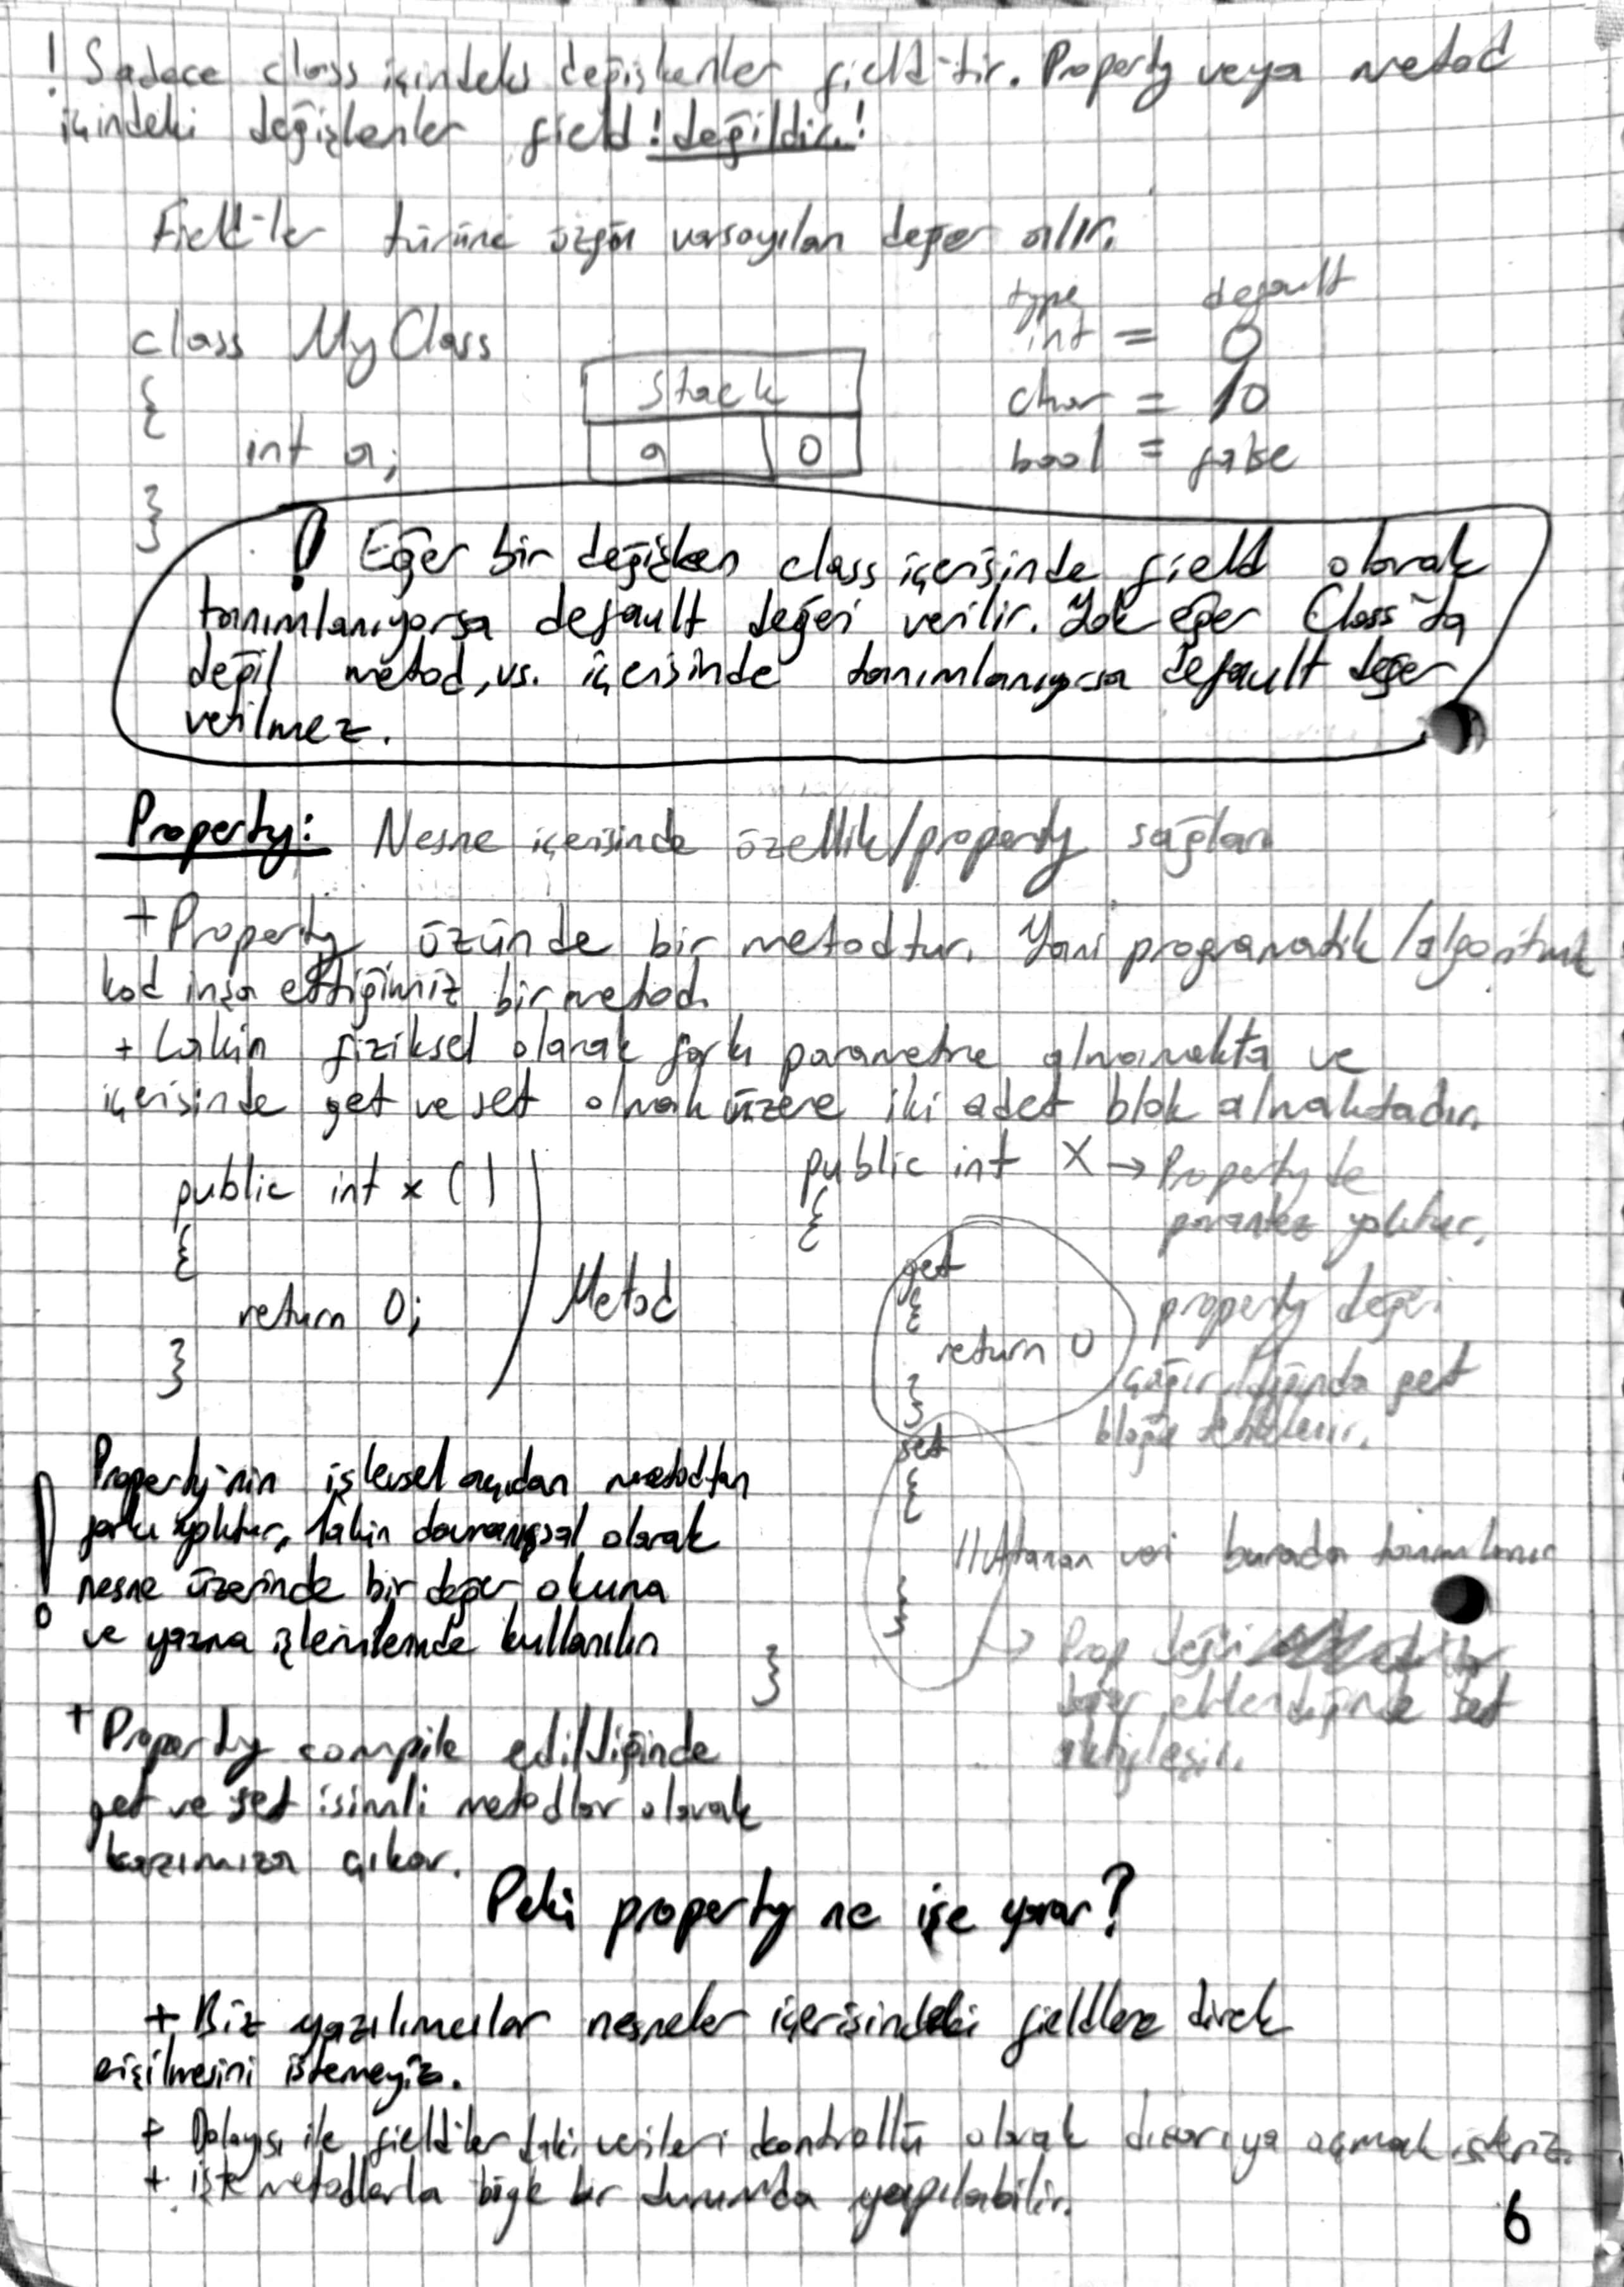 ! Sadece class içindeki değişkenler field'tir. Property veya metod
içindeki değişkenler field ! değildir.!
Field'ler türüne özgü varsayılan değer alır.
type default
class MyClass
int = 0
{
Stack
char = \0
int a;
a 0
bool = false
}
! Eğer bir değişken class içerisinde field olarak
tanımlanıyorsa default değeri verilir. Yok eğer Class'ta
değil metod, vs. içerisinde tanımlanıyorsa default değer
verilmez.
Property: Nesne içerisinde özellik/property sağlar
+ Property özünde bir metodtur. Yani programatik/algoritmik
kod inşa ettiğimiz bir metod.
+ Lakin fiziksel olarak farkı parametre almamakta ve
içerisinde get ve set olmak üzere iki adet blok almaktadır.
public int x ()
{
return 0;
}
Metod
public int X → Property'de
parantez yoktur.
{
get
{
return 0
}
property değeri
çağırıldığında get
bloğu tetiklenir.
set
{
//Atanan veri burada tanımlanır
}
→ Prop değeri
değer eklendiğinde set
aktifleşir.
}
! Property'nin işlevsel açıdan metodtan
farkı yoktur, lakin davranışsal olarak
nesne üzerinde bir değer okuma
ve yazma işlemlerinde kullanılır
+ Property compile edildiğinde
get ve set isimli metodlar olarak
karşımıza çıkar.
Peki property ne işe yarar?
+ Biz yazılımcılar nesneler içerisindeki fieldlere direk
erişilmesini istemeyiz.
+ Dolayısı ile field'ler'daki verileri kontrollü olarak dışarıya açmak isteriz.
+ işte metodlarla böyle bir durumda yapılabilir.
6